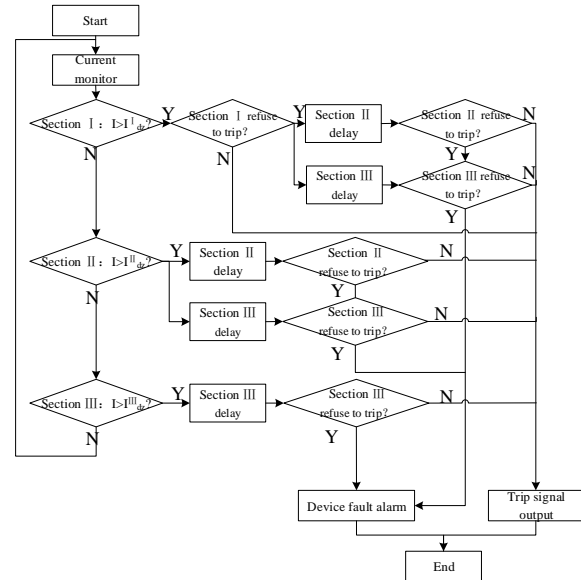 Start
Current
monitor
Section Ⅰ：I>I^Ⅰ_dz?
Y
Section Ⅰ refuse
to trip?
Y
Section Ⅱ
delay
Section Ⅱ refuse
to trip?
N
N
N
Y
Section Ⅲ
delay
Section Ⅲ refuse
to trip?
N
Y
Section Ⅱ：I>I^Ⅱ_dz?
Y
Section Ⅱ
delay
Section Ⅱ
refuse to trip?
N
N
Y
Section Ⅲ
delay
Section Ⅲ
refuse to trip?
N
Y
Section Ⅲ：I>I^Ⅲ_dz?
Y
Section Ⅲ
delay
Section Ⅲ
refuse to trip?
N
N
Y
Device fault alarm
Trip signal
output
End